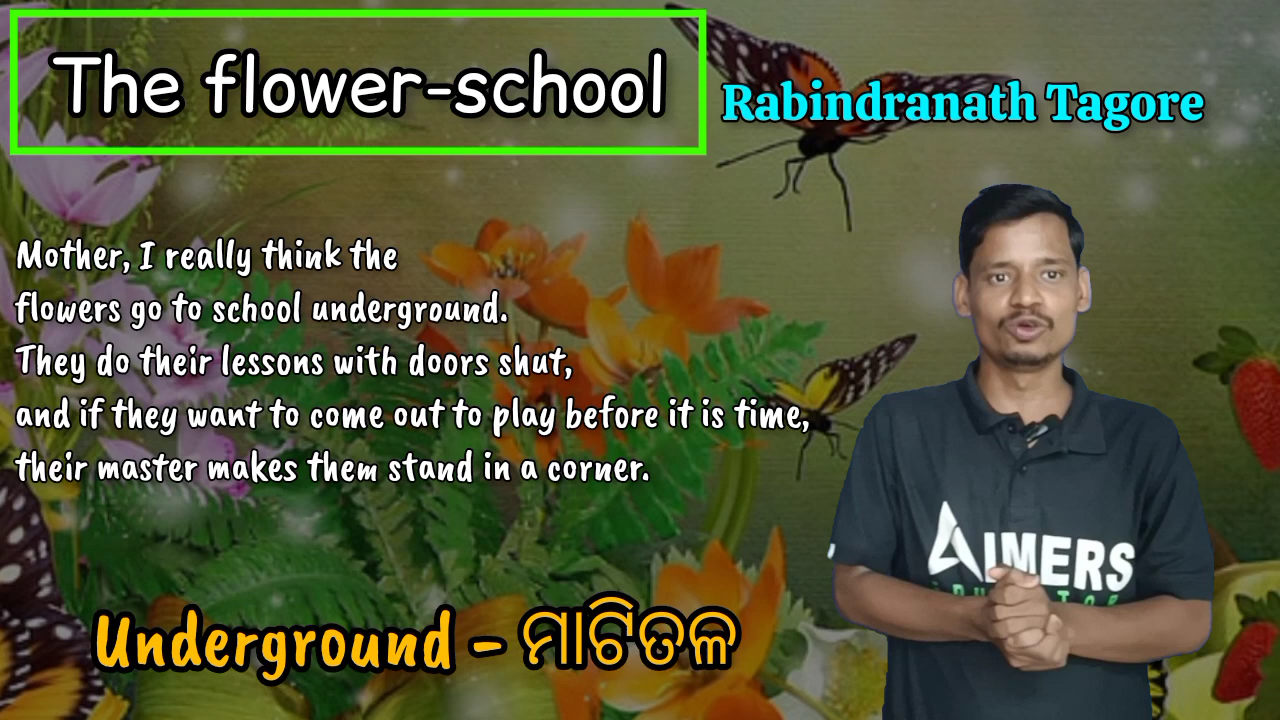 The flower-school
Rabindranath Tagore
Mother, I really think the
flowers go to school underground.
They do their lessons with doors shut,
and if they want to come out to play before it is time,
their master makes them stand in a corner.
AIMERS
Underground - ମାଟିତଳ